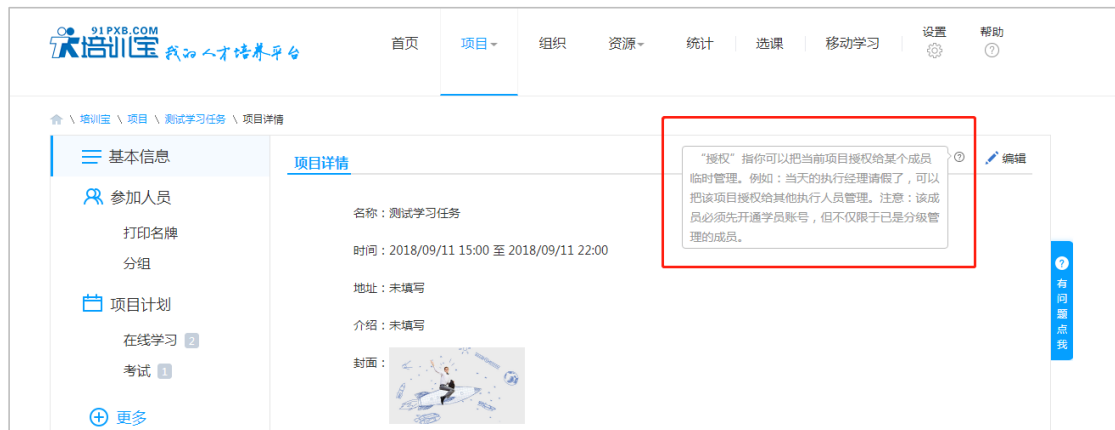 91PXB.COM
培训宝 我的人才培养平台
首页 项目 组织 资源 统计 选课 移动学习 设置 帮助
\ 培训宝 \ 项目 \ 测试学习任务 \ 项目详情
基本信息
参加人员
打印名牌
分组
项目计划
在线学习 2
考试 1
更多
项目详情
“授权”指你可以把当前项目授权给某个成员
临时管理。例如:当天的执行经理请假了,可以
把该项目授权给其他执行人员管理。注意:该成
员必须先开通学员账号,但不仅限于已是分级管
理的成员。
编辑
名称:测试学习任务
时间:2018/09/11 15:00 至 2018/09/11 22:00
地址:未填写
介绍:未填写
封面:
有问题点我